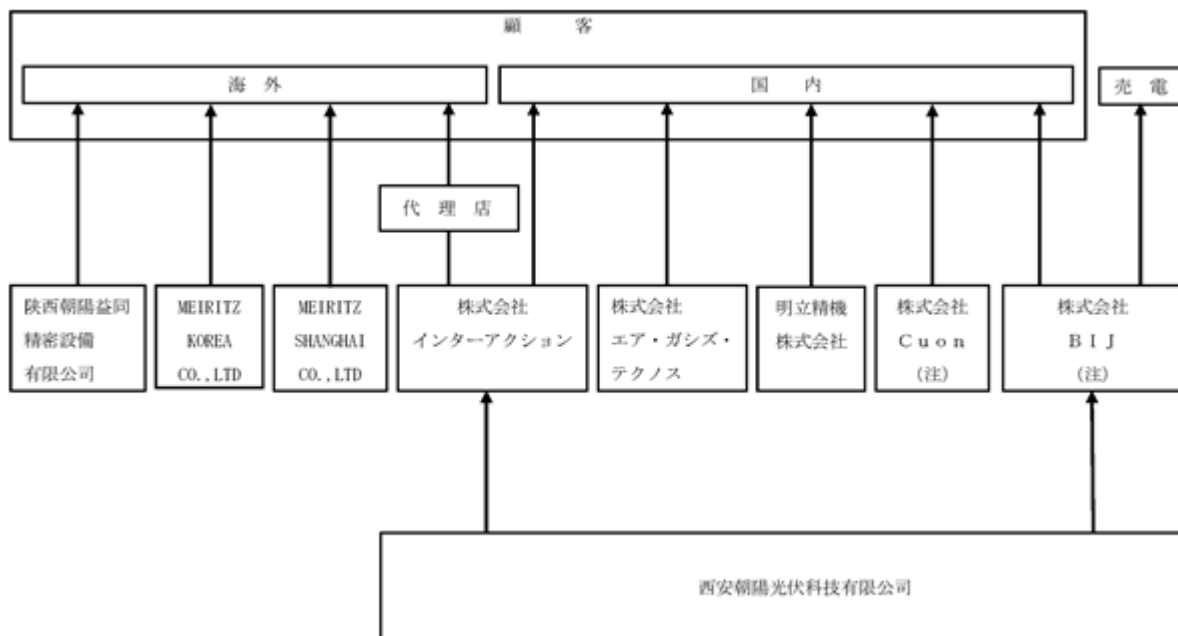 顧　　客
海 外
国　内
売 電
代 理 店
陕西朝陽益同
精密設備
有限公司
MEIRITZ
KOREA
CO.,LTD
MEIRITZ
SHANGHAI
CO.,LTD
株式会社
インターアクション
株式会社
エア・ガシズ・
テクノス
明立精機
株式会社
株式会社
Ｃｕｏｎ
(注)
株式会社
ＢＩＪ
(注)
西安朝陽光伏科技有限公司